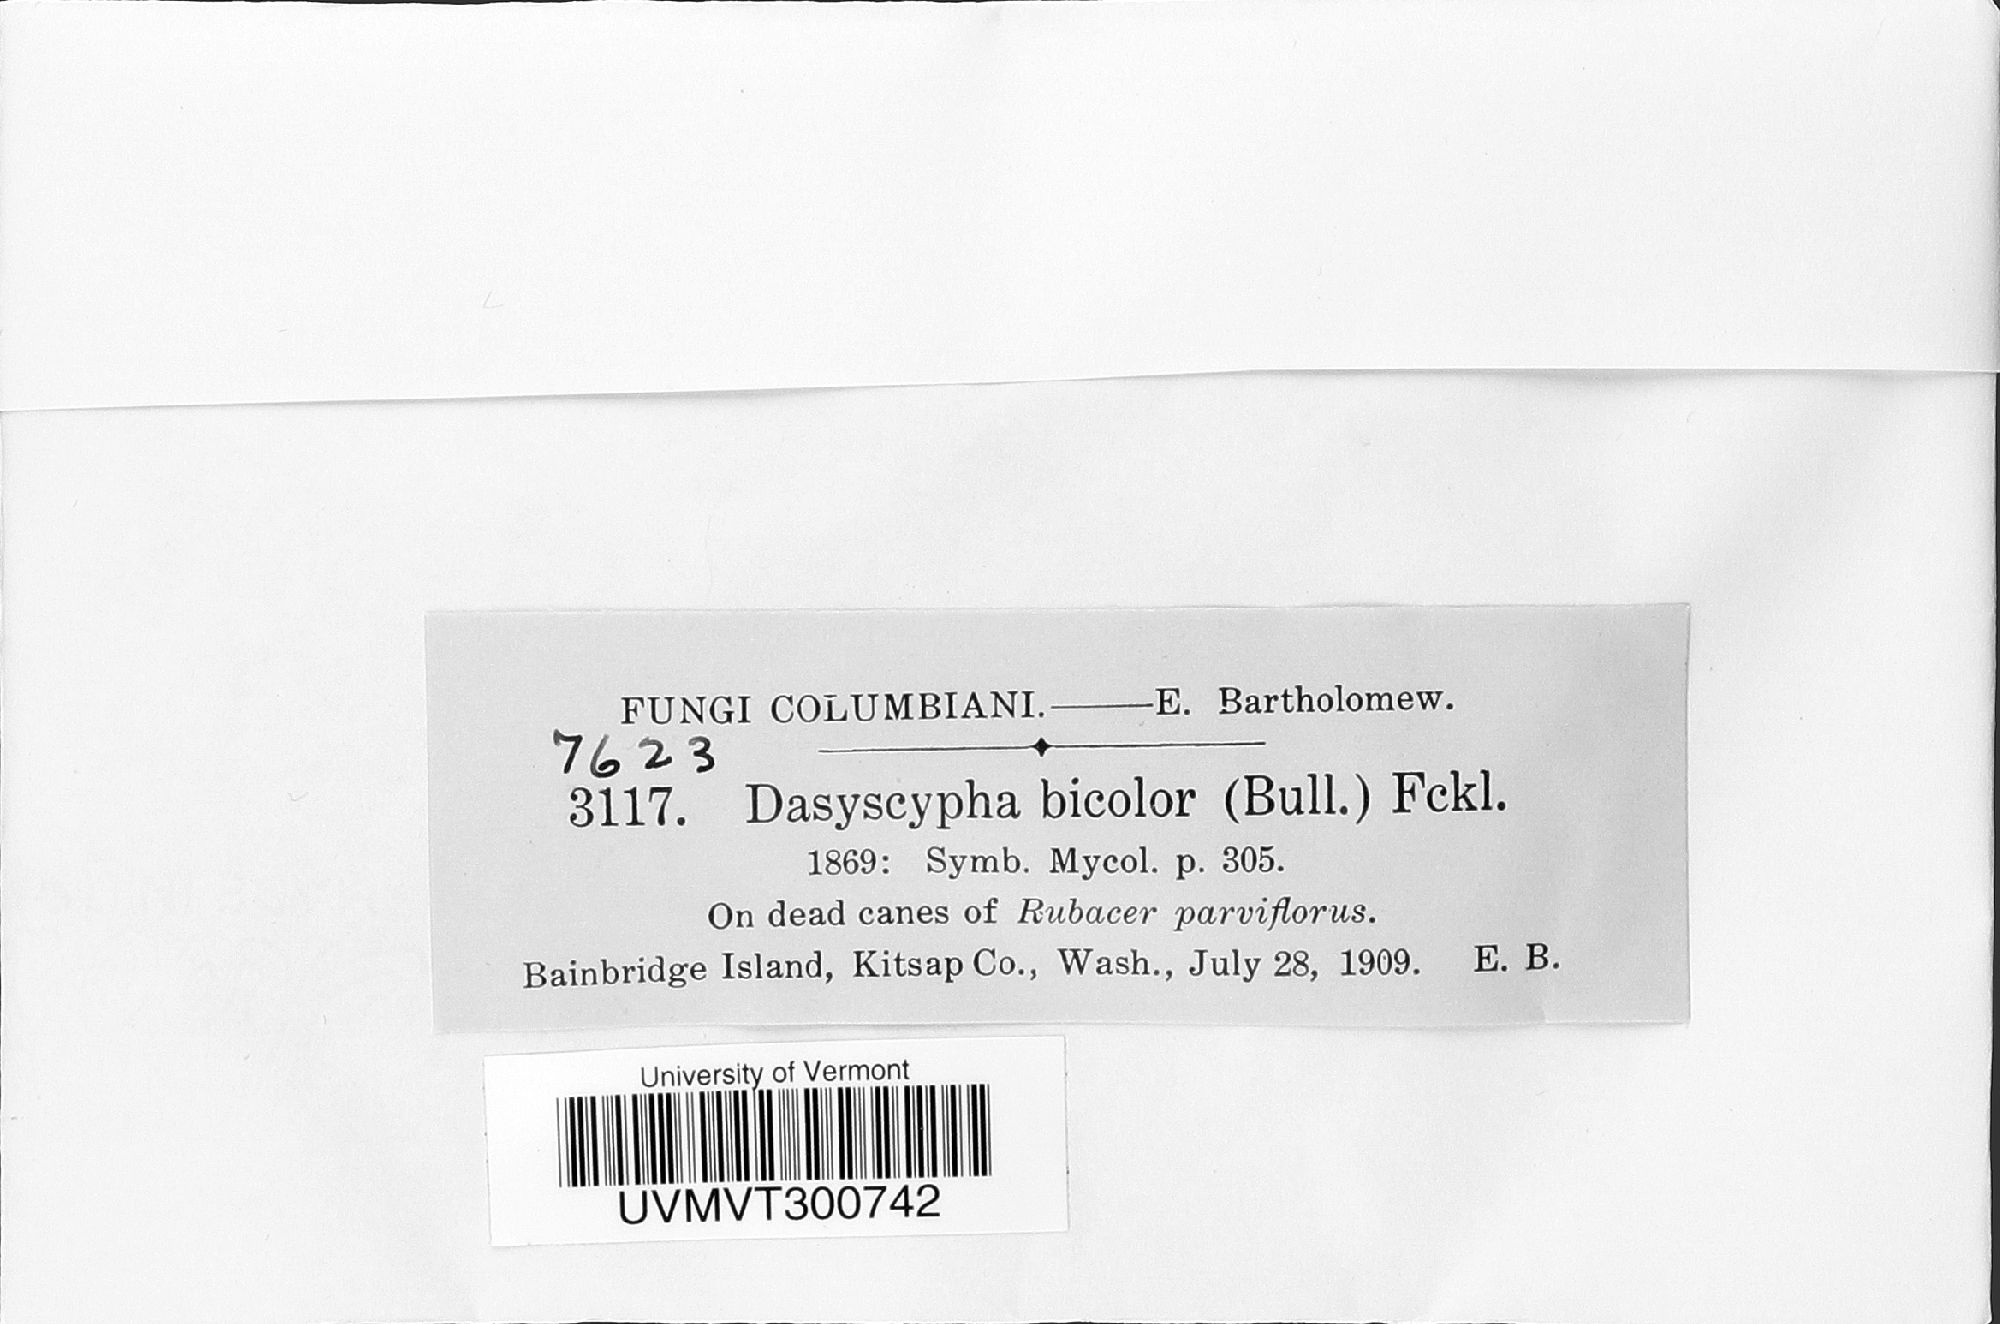 FUNGI COLUMBIANI.——E. Bartholomew.
7623
3117. Dasyscypha bicolor (Bull.) Fckl.
1869: Symb. Mycol. p. 305.
On dead canes of Rubacer parviflorus.
Bainbridge Island, Kitsap Co., Wash., July 28, 1909. E. B.
University of Vermont
UVMVT300742